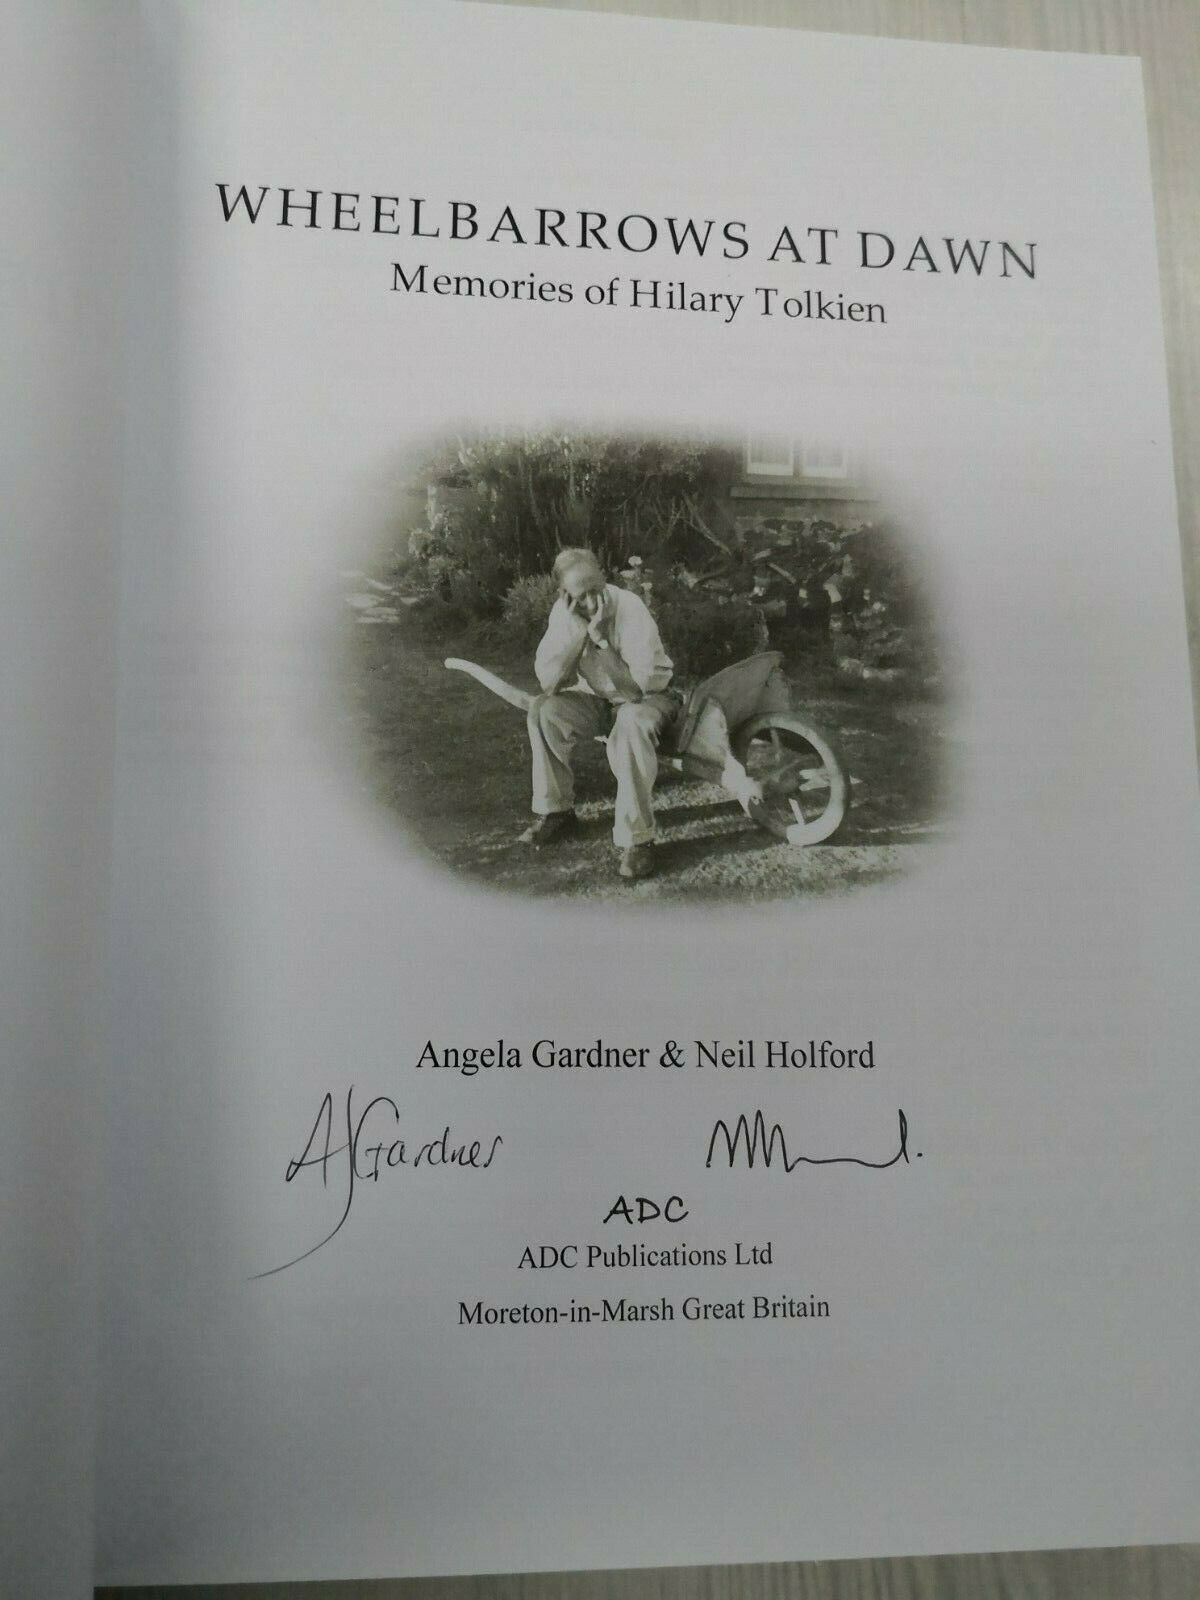 WHEELBARROWS AT DAWN
Memories of Hilary Tolkien
Angela Gardner & Neil Holford
AJGardner
ADC
ADC Publications Ltd
Moreton-in-Marsh Great Britain